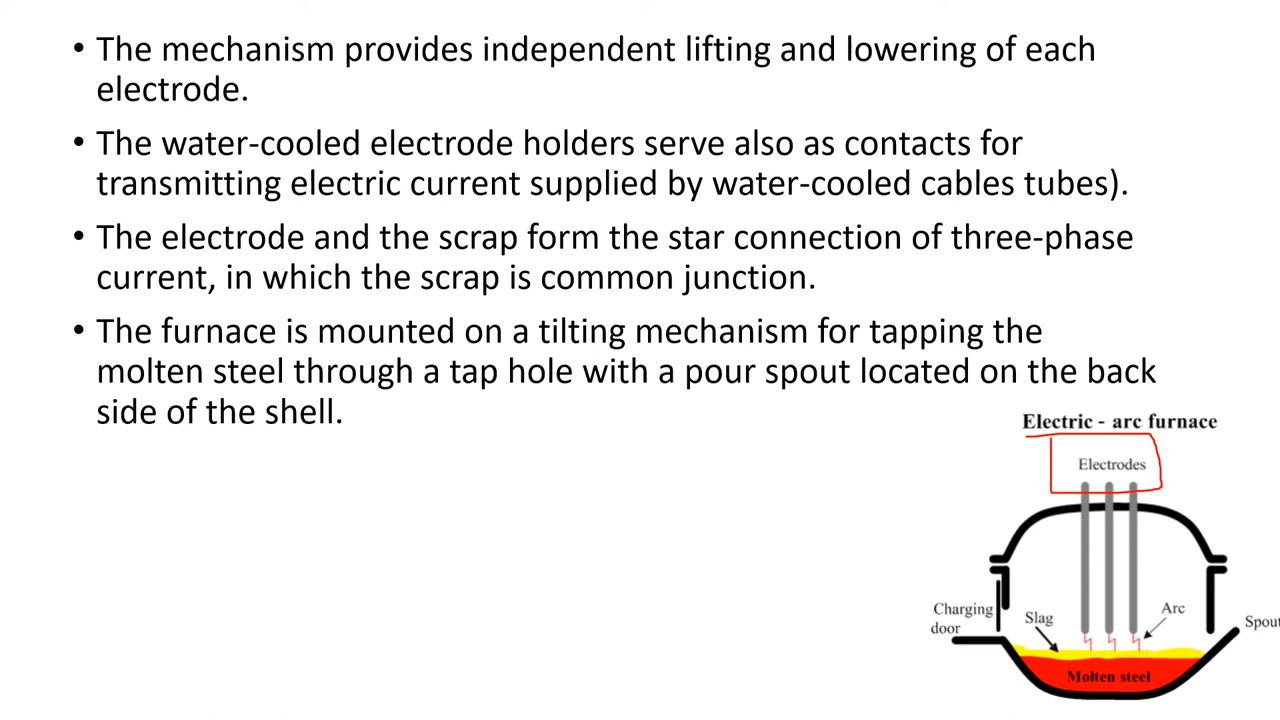 • The mechanism provides independent lifting and lowering of each
electrode.
• The water-cooled electrode holders serve also as contacts for
transmitting electric current supplied by water-cooled cables tubes).
• The electrode and the scrap form the star connection of three-phase
current, in which the scrap is common junction.
• The furnace is mounted on a tilting mechanism for tapping the
molten steel through a tap hole with a pour spout located on the back
side of the shell.
Electric - arc furnace
Electrodes
Charging
door
Slag
Arc
Spout
Molten steel